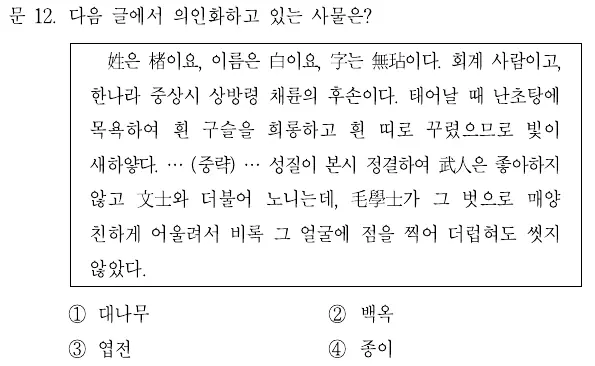 문 12. 다음 글에서 의인화하고 있는 사물은?
姓은 楮이요, 이름은 白이요, 字는 無玷이다. 회계 사람이고,
한나라 중상시 상방령 채륜의 후손이다. 태어날 때 난초탕에
목욕하여 흰 구슬을 희롱하고 흰 띠로 꾸렸으므로 빛이
새하얗다. … (중략) … 성질이 본시 정결하여 武人은 좋아하지
않고 文士와 더불어 노니는데, 毛學士가 그 벗으로 매양
친하게 어울려서 비록 그 얼굴에 점을 찍어 더럽혀도 씻지
않았다.
① 대나무 ② 백옥
③ 엽전 ④ 종이